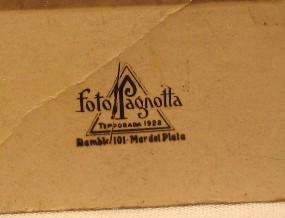 foto Pagnotta
TEMPORADA 1928
Rambla 101 - Mar del Plata